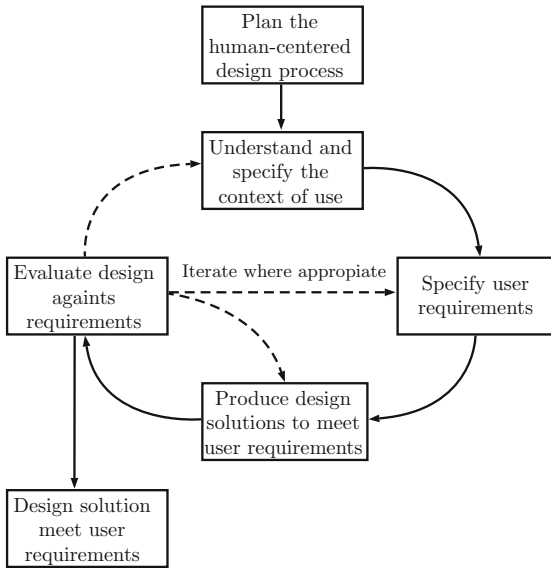 Plan the
human-centered
design process
Understand and
specify the
context of use
Evaluate design
againts
requirements
Iterate where appropiate
Specify user
requirements
Produce design
solutions to meet
user requirements
Design solution
meet user
requirements